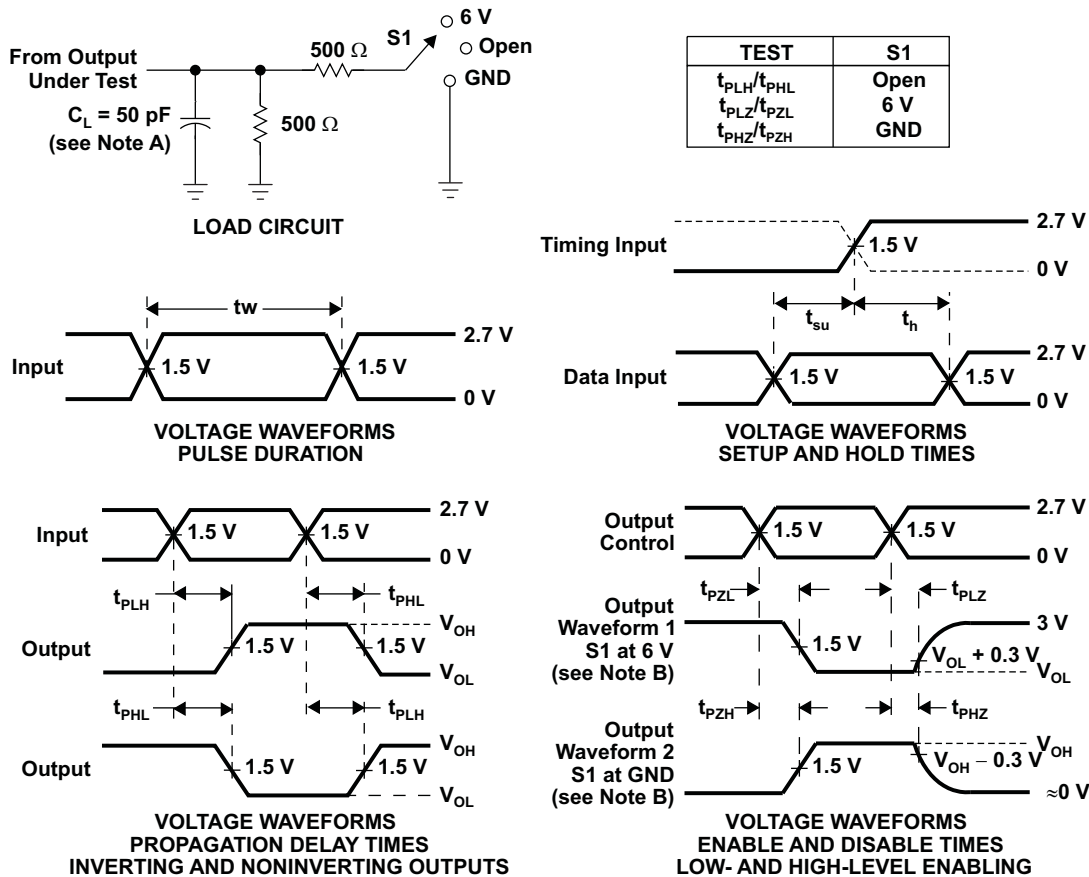 6 V
From Output
Under Test
500 Ω
S1
Open
GND
C_L = 50 pF
(see Note A)
500 Ω
LOAD CIRCUIT
TEST S1
t_PLH/t_PHL Open
t_PLZ/t_PZL 6 V
t_PHZ/t_PZH GND
Timing Input
1.5 V
2.7 V
0 V
t_su
t_h
Data Input
1.5 V
1.5 V
2.7 V
0 V
VOLTAGE WAVEFORMS
SETUP AND HOLD TIMES
tw
Input
1.5 V
1.5 V
2.7 V
0 V
VOLTAGE WAVEFORMS
PULSE DURATION
Input
1.5 V
1.5 V
2.7 V
0 V
t_PLH
t_PHL
Output
1.5 V
1.5 V
V_OH
V_OL
t_PHL
t_PLH
Output
1.5 V
1.5 V
V_OH
V_OL
VOLTAGE WAVEFORMS
PROPAGATION DELAY TIMES
INVERTING AND NONINVERTING OUTPUTS
Output
Control
1.5 V
1.5 V
2.7 V
0 V
t_PZL
t_PLZ
Output
Waveform 1
S1 at 6 V
(see Note B)
1.5 V
3 V
V_OL + 0.3 V
V_OL
t_PZH
t_PHZ
Output
Waveform 2
S1 at GND
(see Note B)
1.5 V
V_OH
V_OH − 0.3 V
≈0 V
VOLTAGE WAVEFORMS
ENABLE AND DISABLE TIMES
LOW- AND HIGH-LEVEL ENABLING